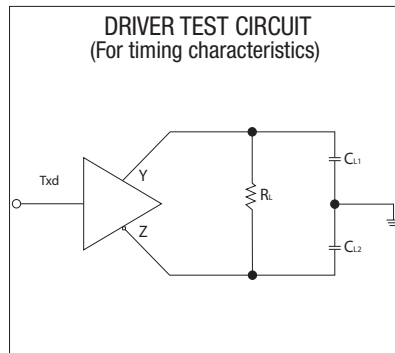 DRIVER TEST CIRCUIT
(For timing characteristics)
Txd
Y
Z
RL
CL1
CL2